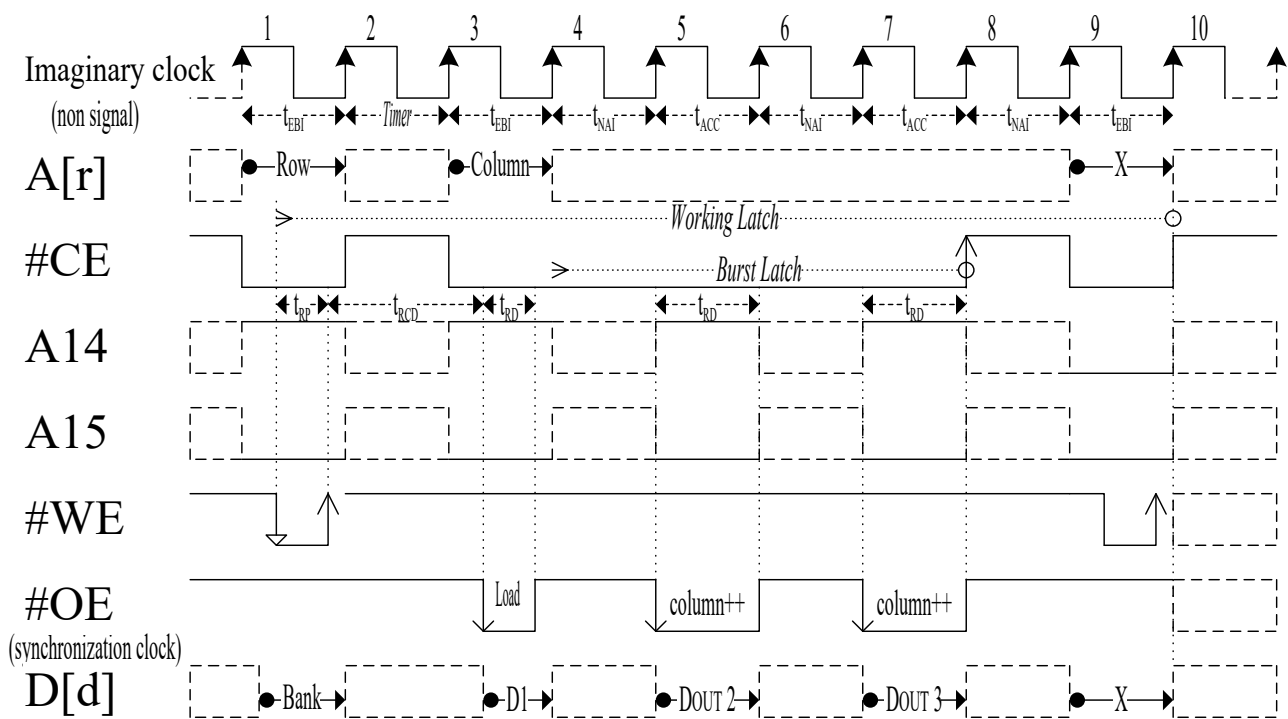 1 2 3 4 5 6 7 8 9 10
Imaginary clock
(non signal)
tEBI Timer tEBI tNAI tACC tNAI tACC tNAI tEBI
A[r]
Row Column X
Working Latch
#CE
Burst Latch
tRP tRCD tRD tRD tRD
A14
A15
#WE
#OE
Load column++ column++
(synchronization clock)
D[d]
Bank D1 DOUT 2 DOUT 3 X